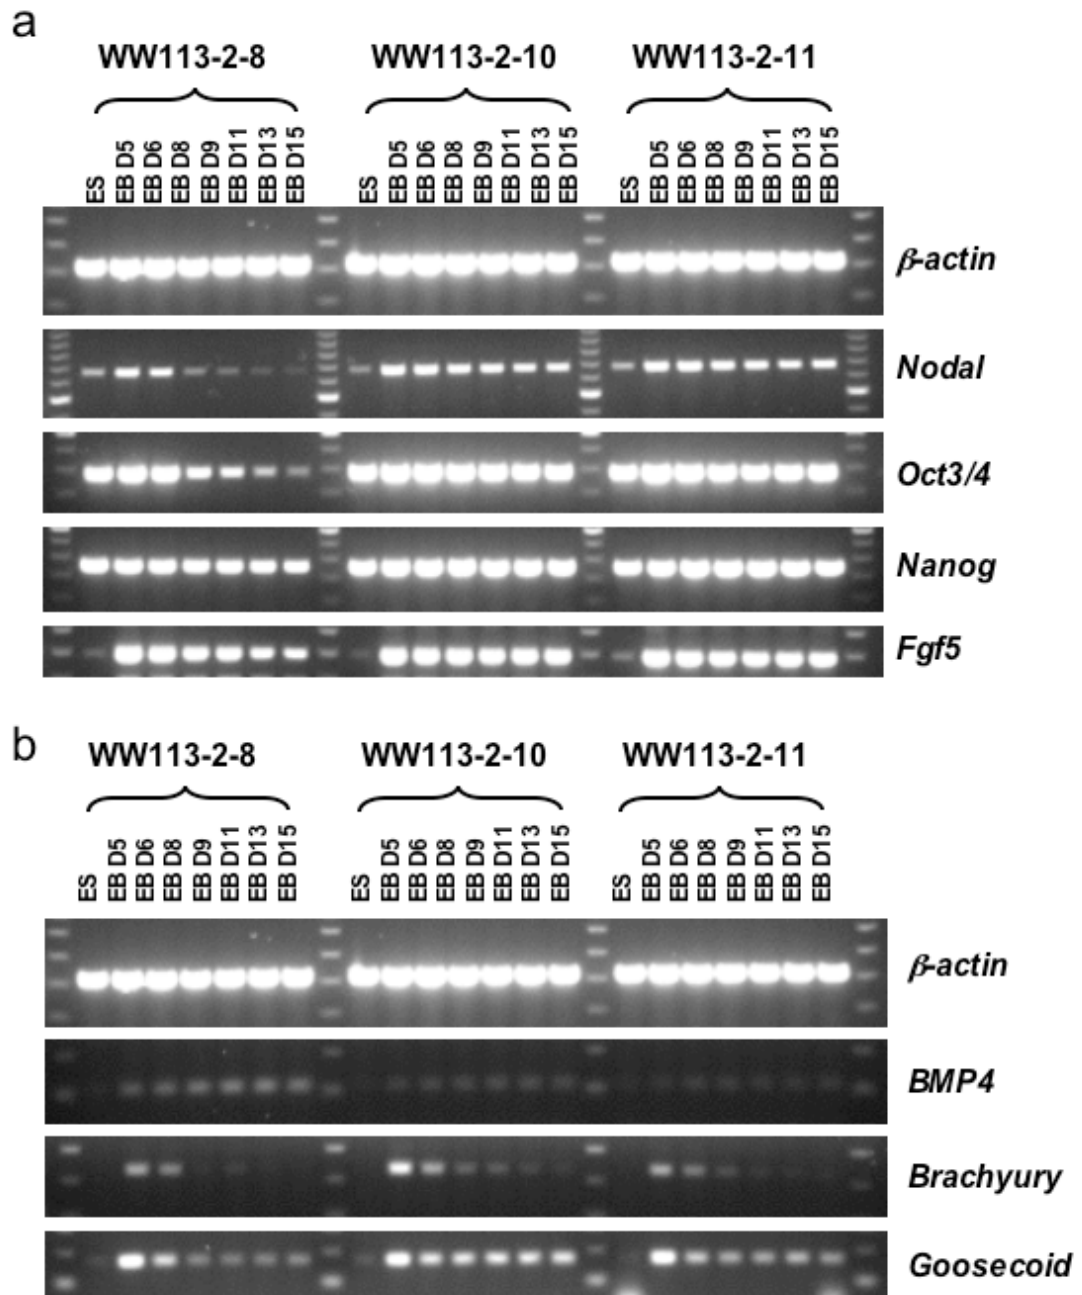 a
WW113-2-8 WW113-2-10 WW113-2-11
ES EB D5 EB D6 EB D8 EB D9 EB D11 EB D13 EB D15 ES EB D5 EB D6 EB D8 EB D9 EB D11 EB D13 EB D15 ES EB D5 EB D6 EB D8 EB D9 EB D11 EB D13 EB D15
β-actin
Nodal
Oct3/4
Nanog
Fgf5
b
WW113-2-8 WW113-2-10 WW113-2-11
ES EB D5 EB D6 EB D8 EB D9 EB D11 EB D13 EB D15 ES EB D5 EB D6 EB D8 EB D9 EB D11 EB D13 EB D15 ES EB D5 EB D6 EB D8 EB D9 EB D11 EB D13 EB D15
β-actin
BMP4
Brachyury
Goosecoid